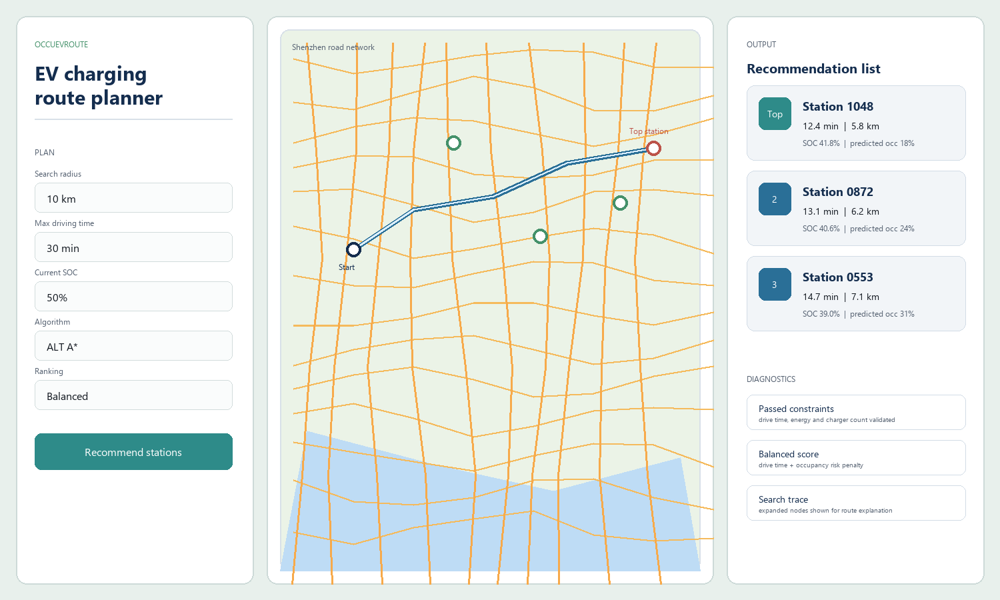 OCCUEVROUTE
EV charging
route planner
PLAN
Search radius
10 km
Max driving time
30 min
Current SOC
50%
Algorithm
ALT A*
Ranking
Balanced
Recommend stations
Shenzhen road network
Top station
Start
OUTPUT
Recommendation list
Top
Station 1048
12.4 min | 5.8 km
SOC 41.8% | predicted occ 18%
2
Station 0872
13.1 min | 6.2 km
SOC 40.6% | predicted occ 24%
3
Station 0553
14.7 min | 7.1 km
SOC 39.0% | predicted occ 31%
DIAGNOSTICS
Passed constraints
drive time, energy and charger count validated
Balanced score
drive time + occupancy risk penalty
Search trace
expanded nodes shown for route explanation